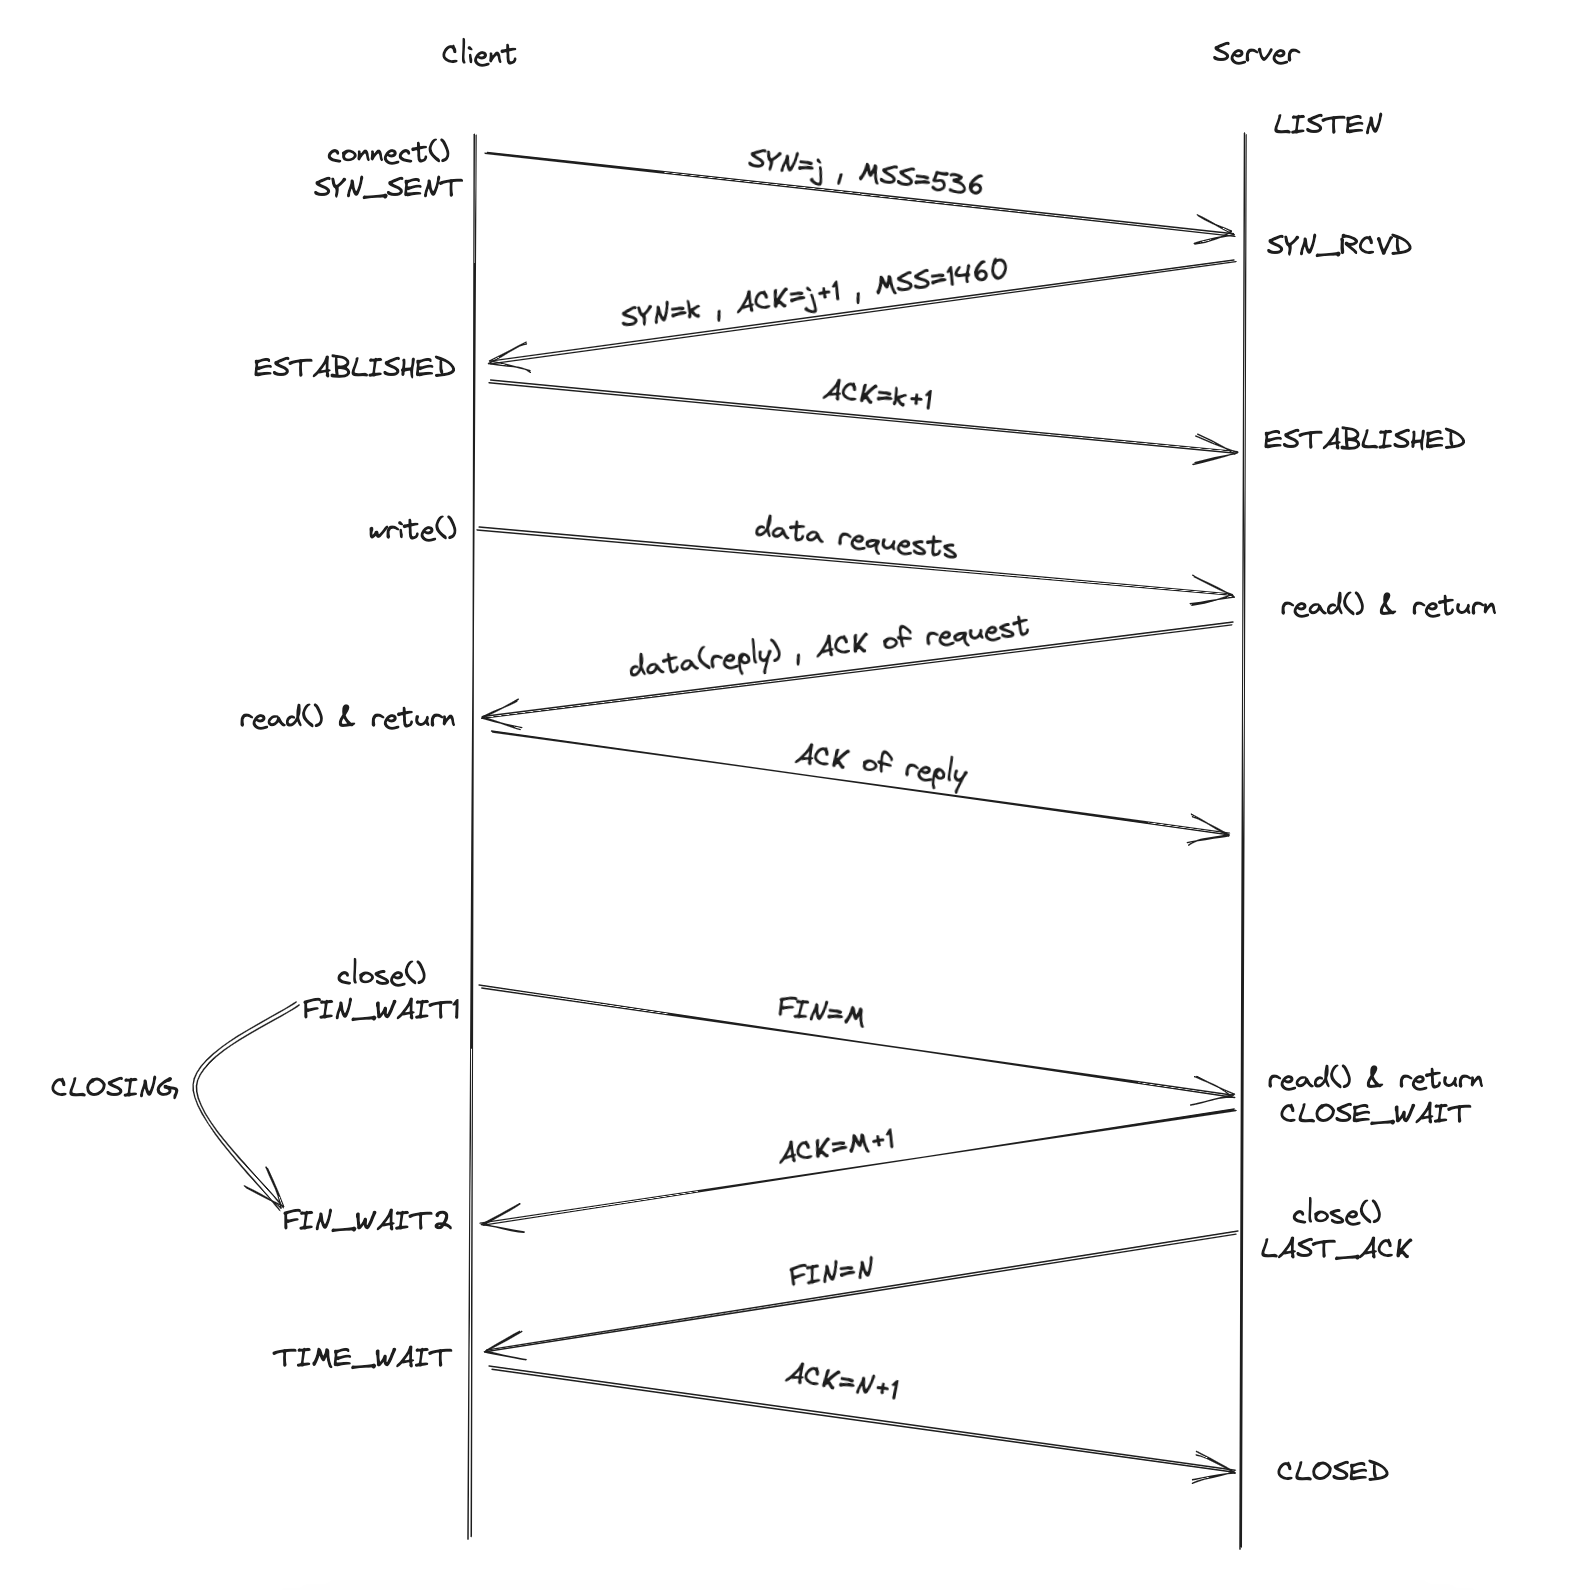 Client
Server
LISTEN
connect()
SYN_SENT
SYN=j , MSS=536
SYN_RCVD
SYN=k , ACK=j+1 , MSS=1460
ESTABLISHED
ACK=k+1
ESTABLISHED
write()
data requests
read() & return
data(reply) , ACK of request
read() & return
ACK of reply
close()
FIN_WAIT1
FIN=M
CLOSING
read() & return
CLOSE_WAIT
ACK=M+1
FIN_WAIT2
close()
LAST_ACK
FIN=N
TIME_WAIT
ACK=N+1
CLOSED